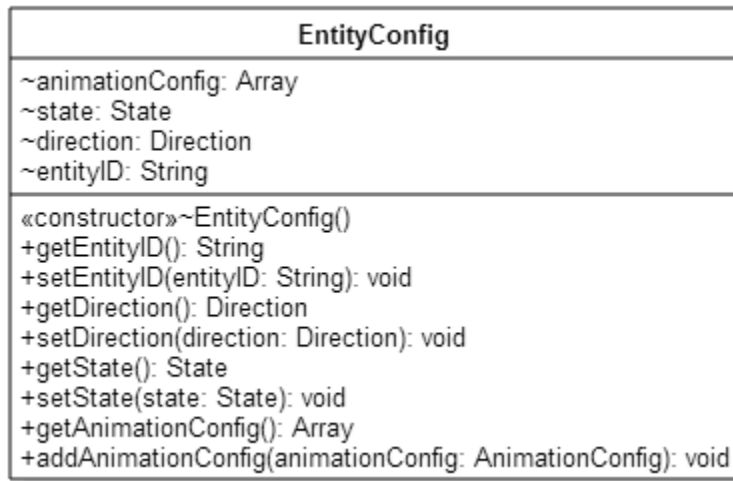 EntityConfig
~animationConfig: Array
~state: State
~direction: Direction
~entityID: String
«constructor»~EntityConfig()
+getEntityID(): String
+setEntityID(entityID: String): void
+getDirection(): Direction
+setDirection(direction: Direction): void
+getState(): State
+setState(state: State): void
+getAnimationConfig(): Array
+addAnimationConfig(animationConfig: AnimationConfig): void